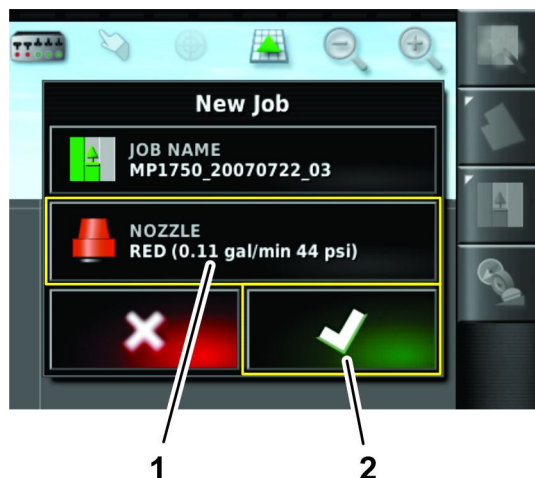 New Job
JOB NAME
MP1750_20070722_03
NOZZLE
RED (0.11 gal/min 44 psi)
1
2